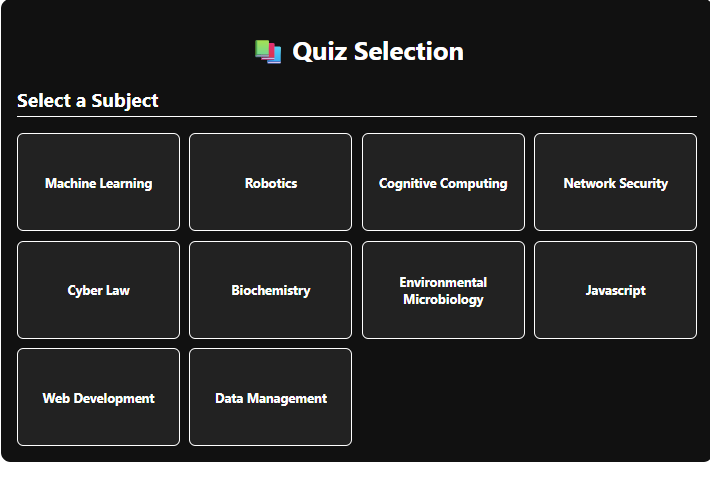 Quiz Selection
Select a Subject
Machine Learning
Robotics
Cognitive Computing
Network Security
Cyber Law
Biochemistry
Environmental
Microbiology
Javascript
Web Development
Data Management